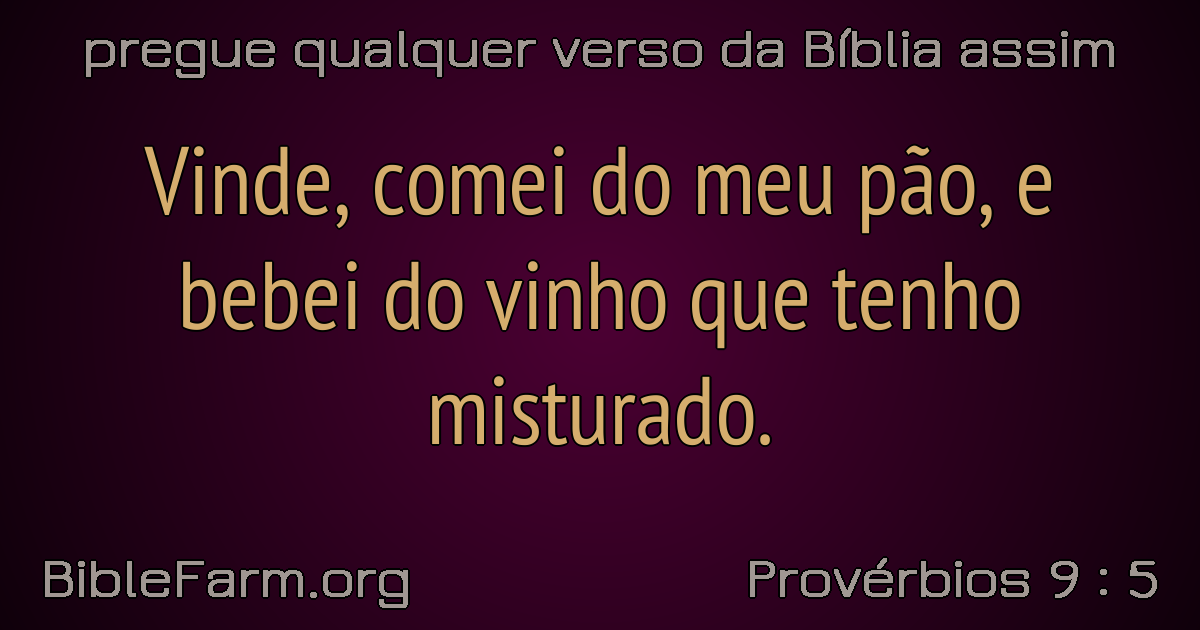 pregue qualquer verso da Bíblia assim
Vinde, comei do meu pão, e
bebei do vinho que tenho
misturado.
BibleFarm.org
Provérbios 9 : 5